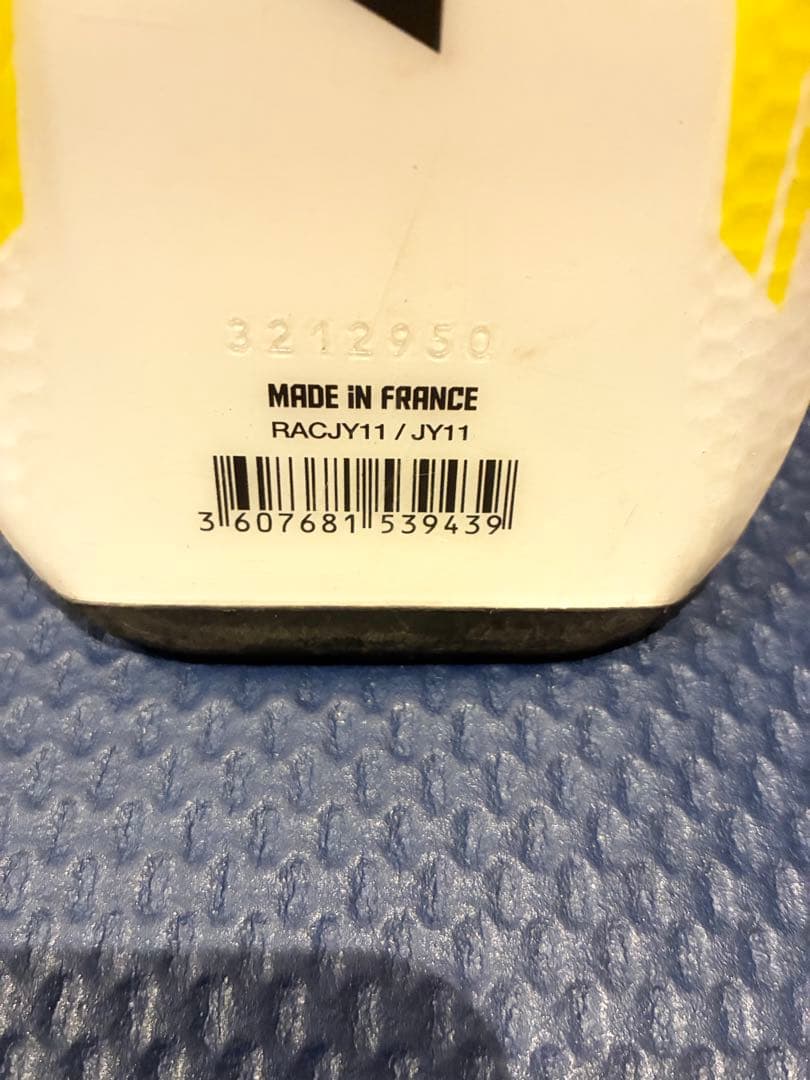 3212950
MADE iN FRANCE
RACJY11 / JY11
3 607681 539439